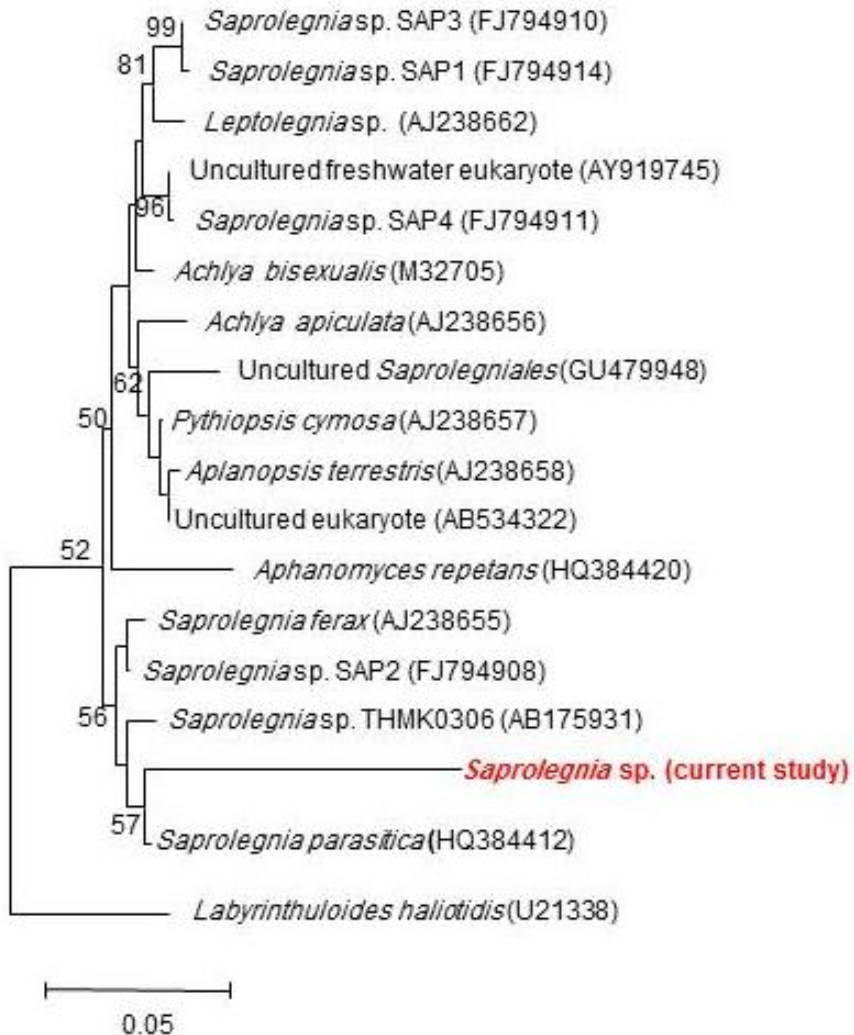 99 Saprolegnia sp. SAP3 (FJ794910)
81 Saprolegnia sp. SAP1 (FJ794914)
Leptolegnia sp. (AJ238662)
Uncultured freshwater eukaryote (AY919745)
96 Saprolegnia sp. SAP4 (FJ794911)
Achlya bisexualis (M32705)
Achlya apiculata (AJ238656)
Uncultured Saprolegniales (GU479948)
62
50 Pythiopsis cymosa (AJ238657)
Aplanopsis terrestris (AJ238658)
Uncultured eukaryote (AB534322)
52
Aphanomyces repetans (HQ384420)
Saprolegnia ferax (AJ238655)
Saprolegnia sp. SAP2 (FJ794908)
56 Saprolegnia sp. THMK0306 (AB175931)
Saprolegnia sp. (current study)
57 Saprolegnia parasitica (HQ384412)
Labyrinthuloides haliotidis (U21338)
0.05